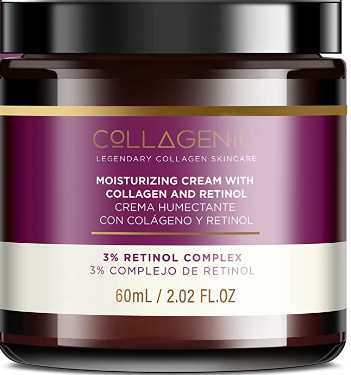 COLLAGENIC
LEGENDARY COLLAGEN SKINCARE
MOISTURIZING CREAM WITH
COLLAGEN AND RETINOL
CREMA HUMECTANTE
CON COLÁGENO Y RETINOL
3% RETINOL COMPLEX
3% COMPLEJO DE RETINOL
60mL / 2.02 FL.OZ